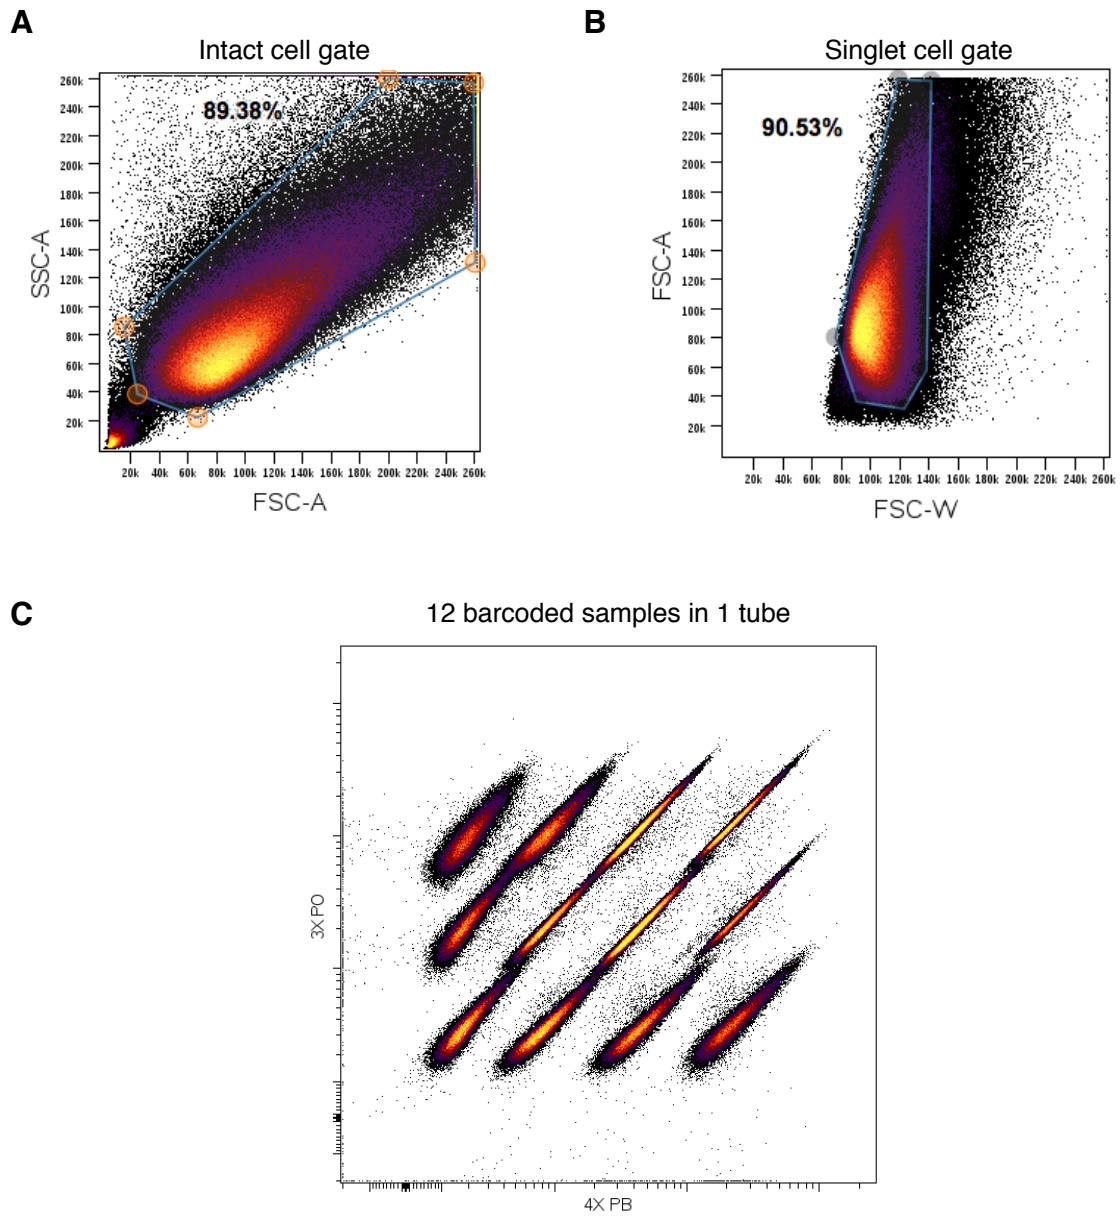 A
Intact cell gate
89.38%
260k
240k
220k
200k
180k
160k
140k
120k
100k
80k
60k
40k
20k
SSC-A
20k 40k 60k 80k 100k 120k 140k 160k 180k 200k 220k 240k 260k
FSC-A
B
Singlet cell gate
90.53%
260k
240k
220k
200k
180k
160k
140k
120k
100k
80k
60k
40k
20k
FSC-A
20k 40k 60k 80k 100k 120k 140k 160k 180k 200k 220k 240k 260k
FSC-W
C
12 barcoded samples in 1 tube
3X PO
4X PB